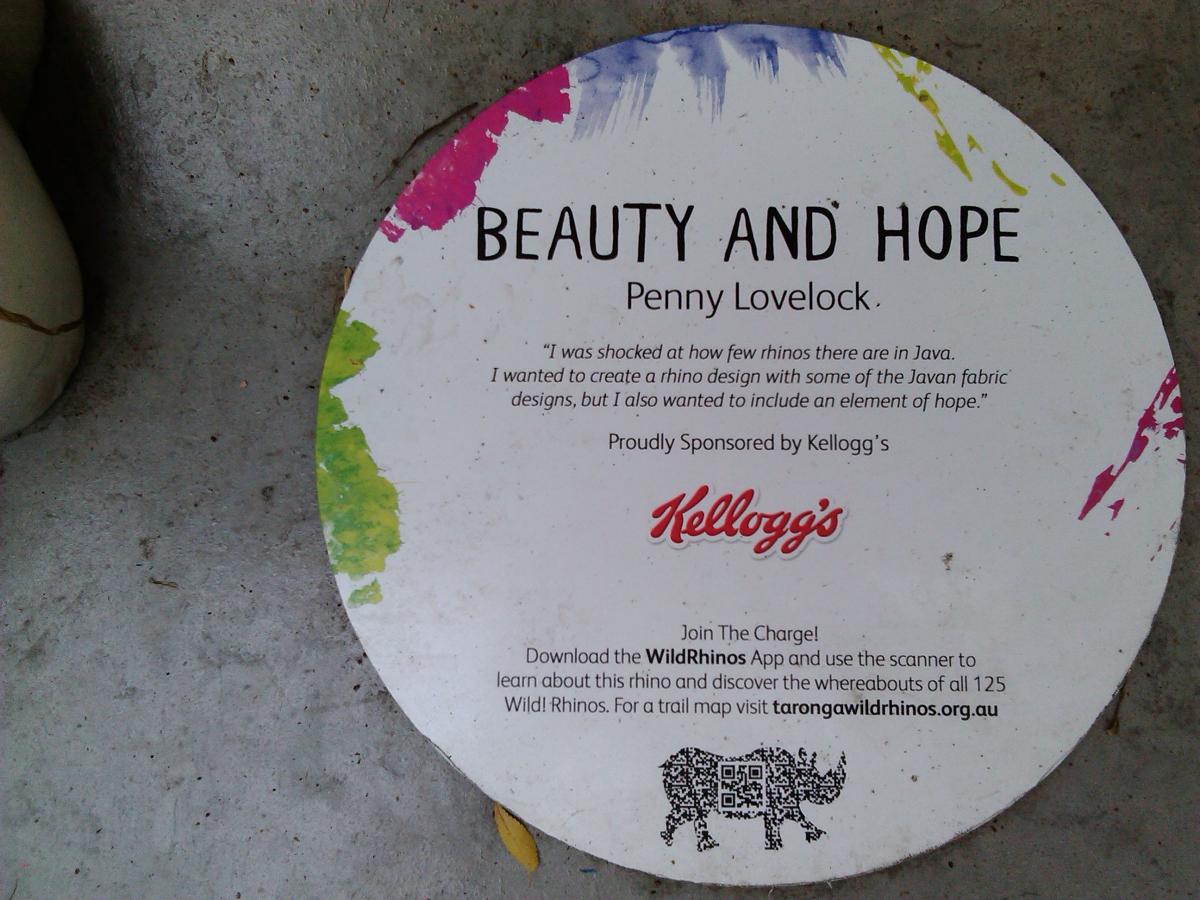 BEAUTY AND HOPE
Penny Lovelock
“I was shocked at how few rhinos there are in Java.
I wanted to create a rhino design with some of the Javan fabric
designs, but I also wanted to include an element of hope.”
Proudly Sponsored by Kellogg's
Kellogg's
Join The Charge!
Download the WildRhinos App and use the scanner to
learn about this rhino and discover the whereabouts of all 125
Wild! Rhinos. For a trail map visit tarongawildrhinos.org.au